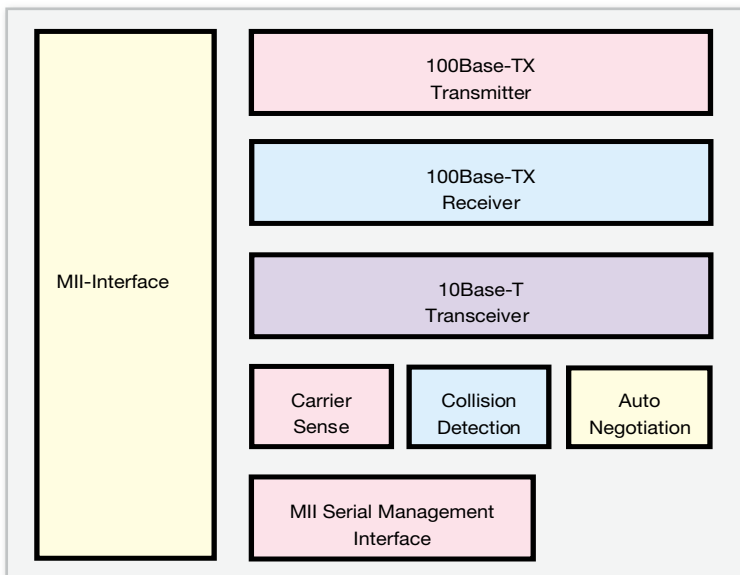 MII-Interface
100Base-TX
Transmitter
100Base-TX
Receiver
10Base-T
Transceiver
Carrier
Sense
Collision
Detection
Auto
Negotiation
MII Serial Management
Interface